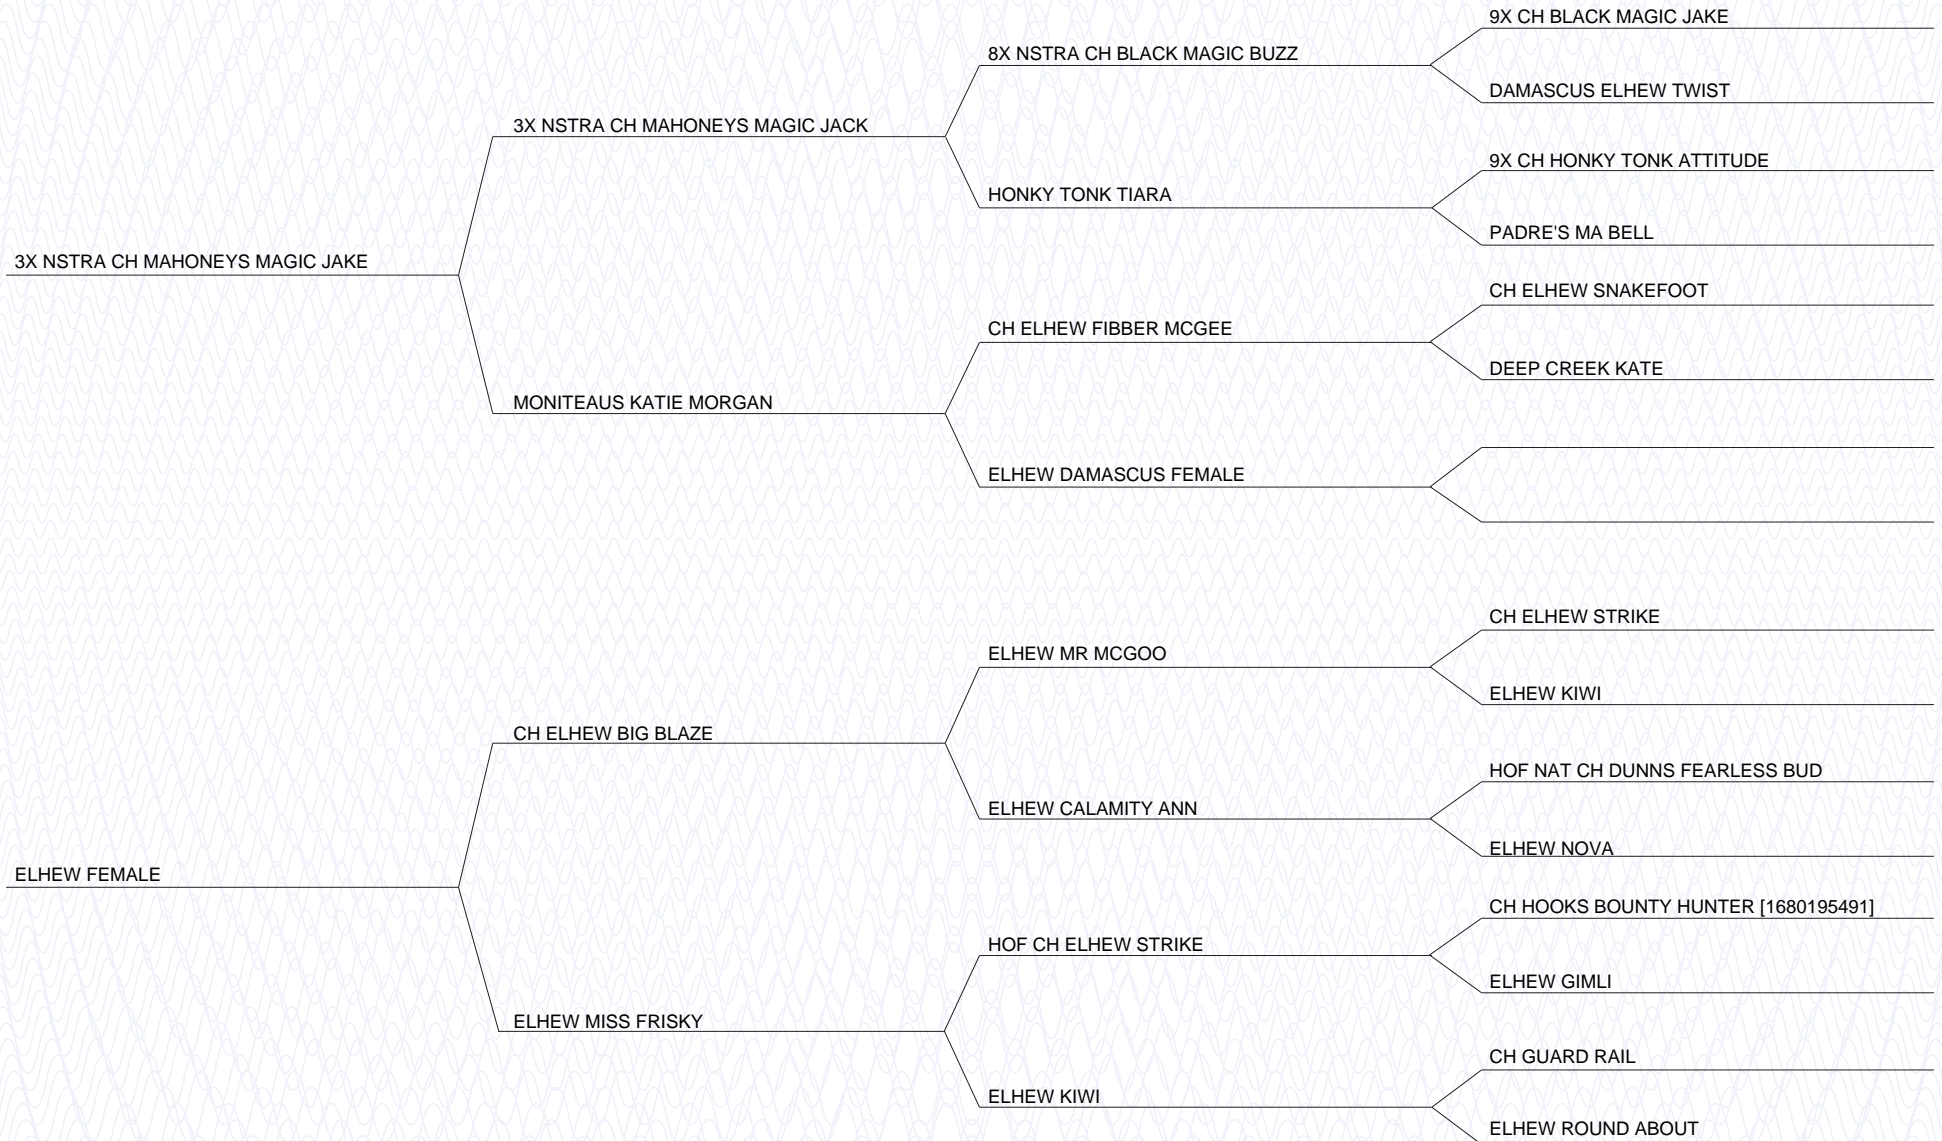 9X CH BLACK MAGIC JAKE
8X NSTRA CH BLACK MAGIC BUZZ
DAMASCUS ELHEW TWIST
3X NSTRA CH MAHONEYS MAGIC JACK
9X CH HONKY TONK ATTITUDE
HONKY TONK TIARA
PADRE'S MA BELL
3X NSTRA CH MAHONEYS MAGIC JAKE
CH ELHEW SNAKEFOOT
CH ELHEW FIBBER MCGEE
DEEP CREEK KATE
MONITEAUS KATIE MORGAN
ELHEW DAMASCUS FEMALE
CH ELHEW STRIKE
ELHEW MR MCGOO
ELHEW KIWI
CH ELHEW BIG BLAZE
HOF NAT CH DUNNS FEARLESS BUD
ELHEW CALAMITY ANN
ELHEW NOVA
ELHEW FEMALE
CH HOOKS BOUNTY HUNTER [1680195491]
HOF CH ELHEW STRIKE
ELHEW GIMLI
ELHEW MISS FRISKY
CH GUARD RAIL
ELHEW KIWI
ELHEW ROUND ABOUT